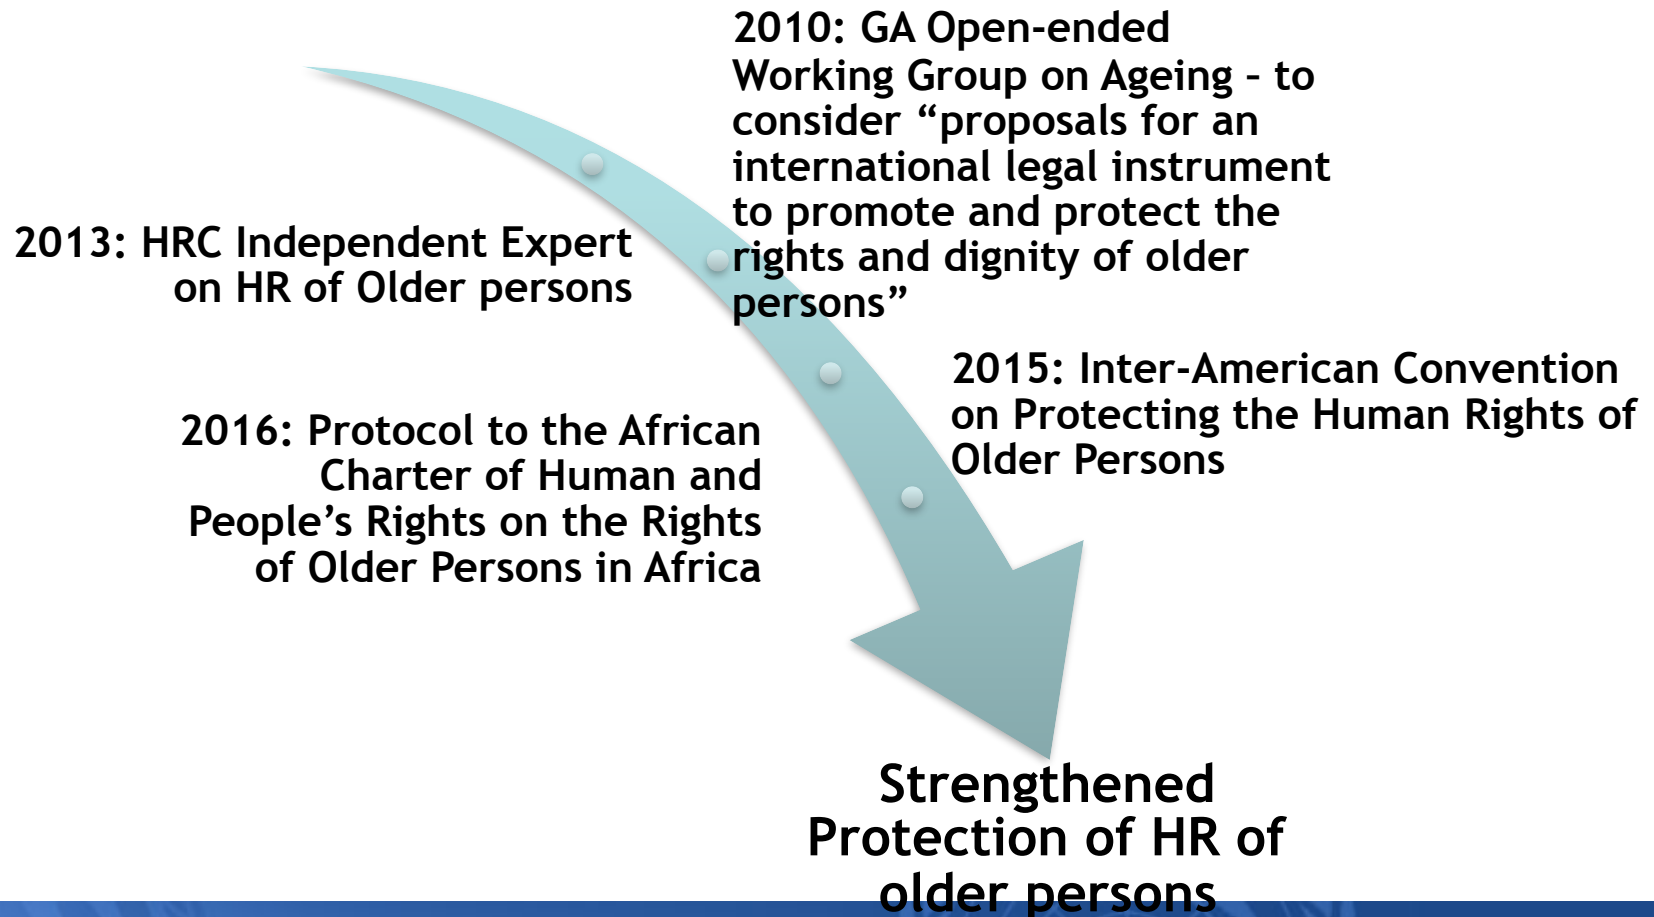 2010: GA Open-ended
Working Group on Ageing – to
consider “proposals for an
international legal instrument
to promote and protect the
rights and dignity of older
persons”
2013: HRC Independent Expert
on HR of Older persons
2015: Inter-American Convention
on Protecting the Human Rights of
Older Persons
2016: Protocol to the African
Charter of Human and
People’s Rights on the Rights
of Older Persons in Africa
Strengthened
Protection of HR of
older persons